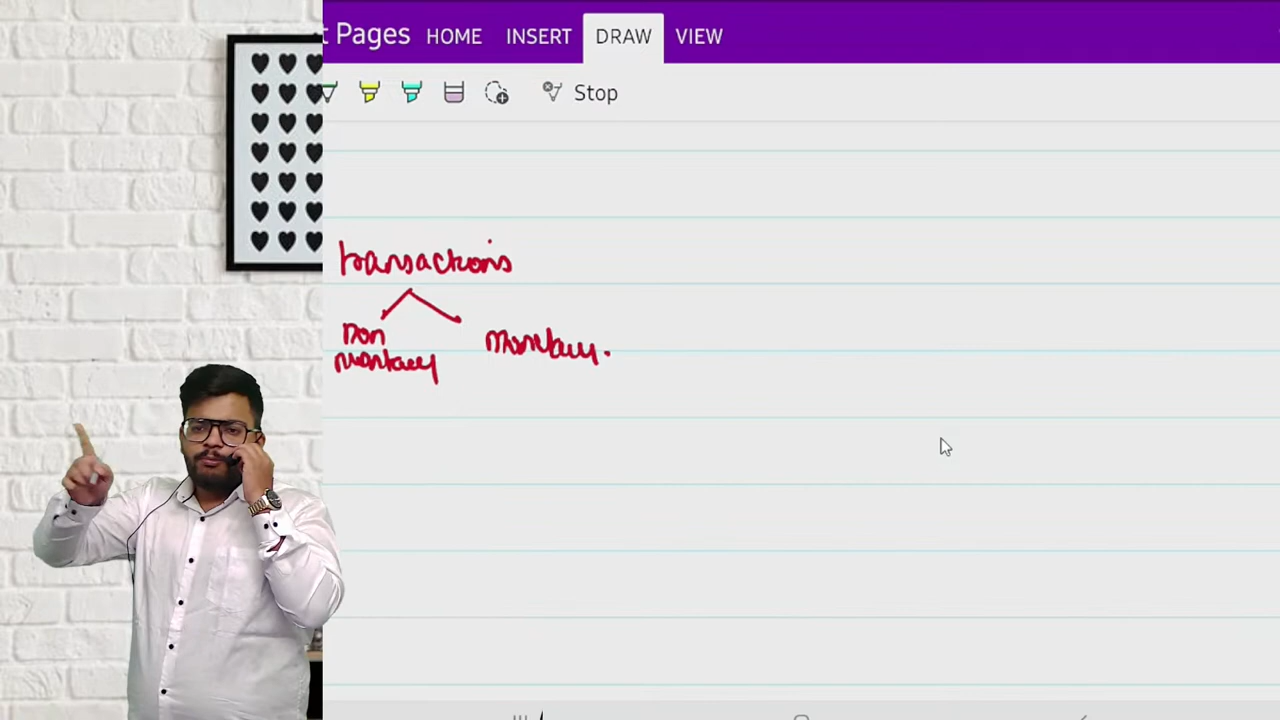 t Pages HOME INSERT DRAW VIEW
Stop
transactions
non monetary
monetary.